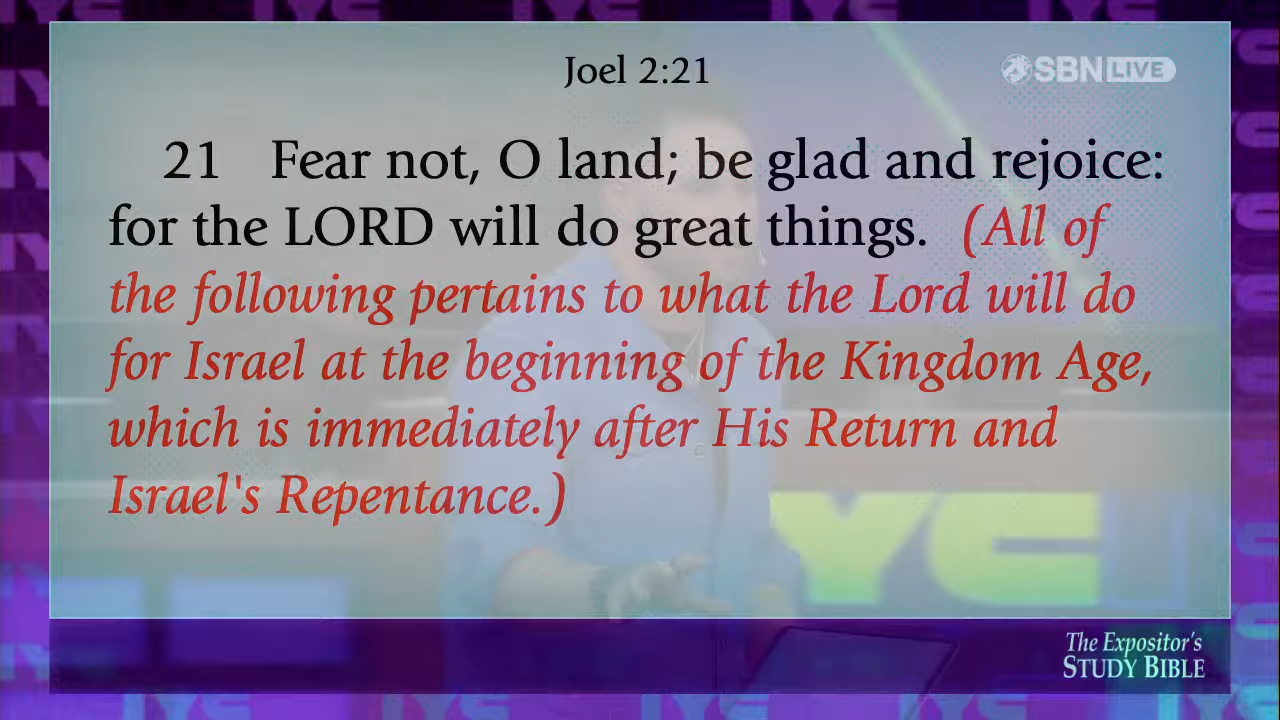 Joel 2:21
SBN LIVE
21 Fear not, O land; be glad and rejoice:
for the LORD will do great things. (All of
the following pertains to what the Lord will do
for Israel at the beginning of the Kingdom Age,
which is immediately after His Return and
Israel's Repentance.)
YC
The Expositor's
STUDY BIBLE